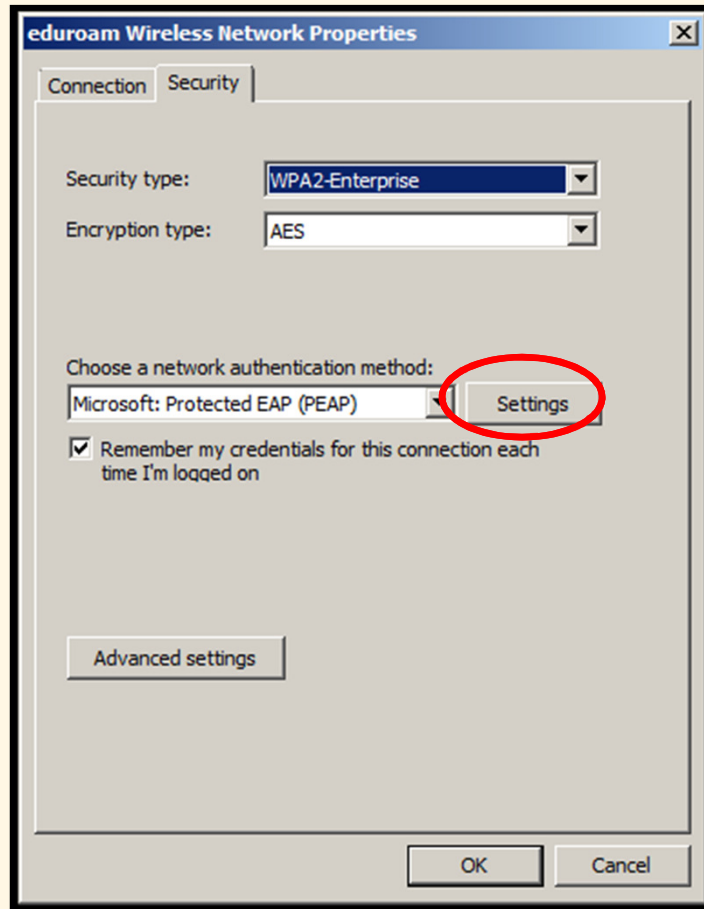 eduroam Wireless Network Properties
Connection
Security
Security type:
WPA2-Enterprise
Encryption type:
AES
Choose a network authentication method:
Microsoft: Protected EAP (PEAP)
Settings
Remember my credentials for this connection each
time I'm logged on
Advanced settings
OK
Cancel